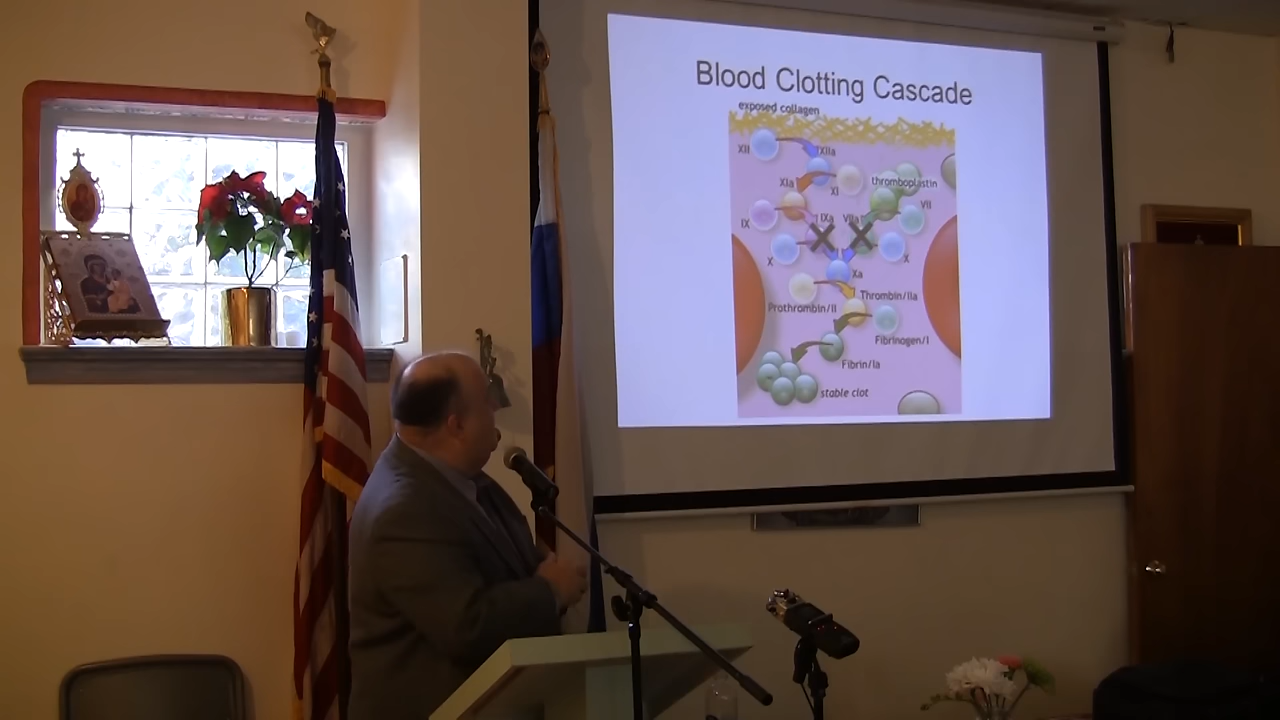 Blood Clotting Cascade
exposed collagen
XII
XIIa
XIa
XI
thromboplastin
IX
IXa
VIIa
VII
X
X
Xa
Prothrombin/II
Thrombin/IIa
Fibrinogen/I
Fibrin/Ia
stable clot